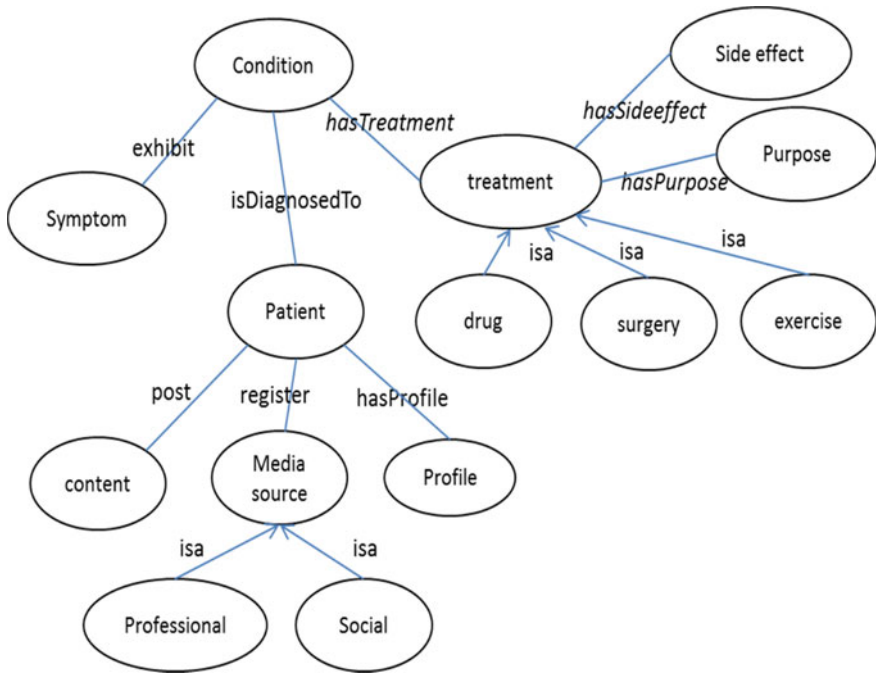 Side effect
Condition
hasSideeffect
hasTreatment
exhibit
Purpose
treatment
hasPurpose
isDiagnosedTo
Symptom
isa
isa
isa
Patient
drug
surgery
exercise
post
register
hasProfile
content
Media
source
Profile
isa
isa
Professional
Social